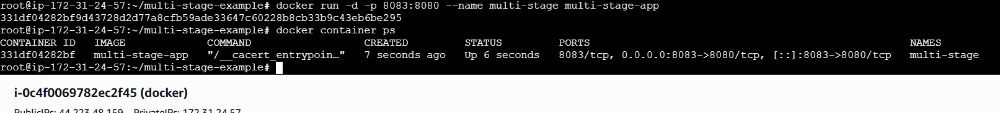 root@ip-172-31-24-57:~/multi-stage-example# docker run -d -p 8083:8080 --name multi-stage multi-stage-app
331df04282bf9d43728d2d77a8cfb59ade33647c60228b8cb33b9c43eb6be295
root@ip-172-31-24-57:~/multi-stage-example# docker container ps
CONTAINER ID IMAGE COMMAND CREATED STATUS PORTS NAMES
331df04282bf multi-stage-app "/__cacert_entrypoin…" 7 seconds ago Up 6 seconds 8083/tcp, 0.0.0.0:8083->8080/tcp, [::]:8083->8080/tcp multi-stage
root@ip-172-31-24-57:~/multi-stage-example#
i-0c4f0069782ec2f45 (docker)
PublicIPs: 44.223.48.159 PrivateIPs: 172.31.24.57